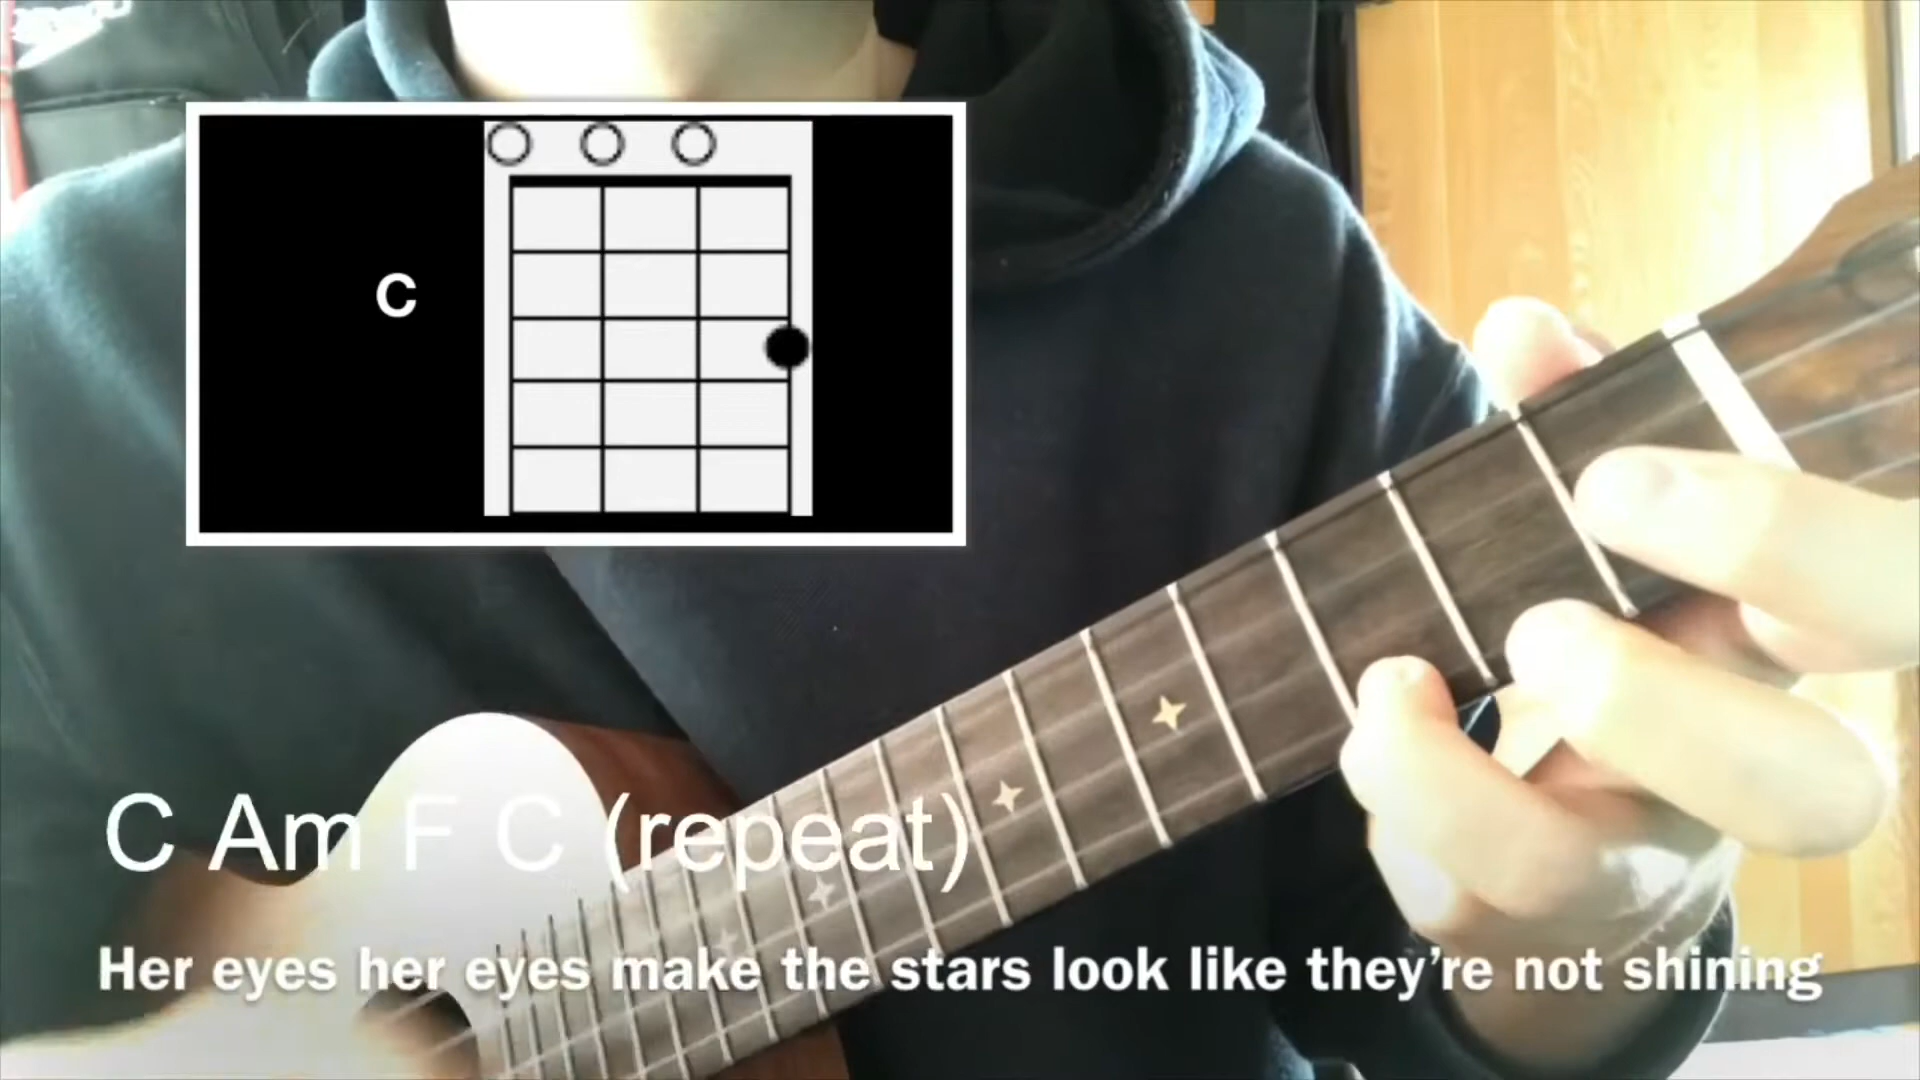 C
C Am F C (repeat)
Her eyes her eyes make the stars look like they’re not shining